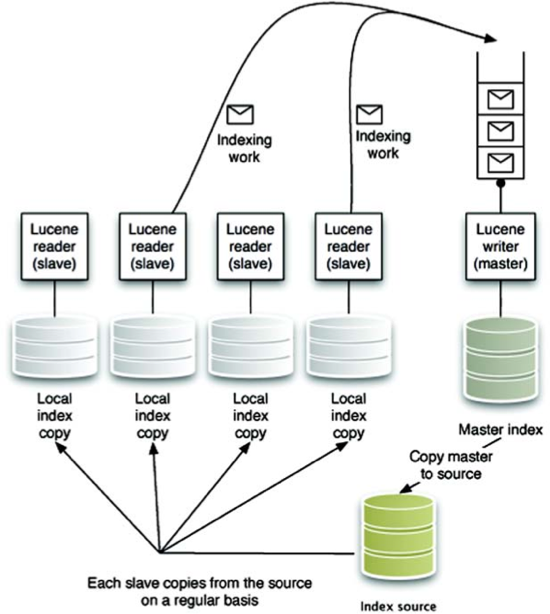 Indexing
work
Indexing
work
Lucene
reader
(slave)
Lucene
reader
(slave)
Lucene
reader
(slave)
Lucene
reader
(slave)
Lucene
writer
(master)
Local
index
copy
Local
index
copy
Local
index
copy
Local
index
copy
Master index
Copy master
to source
Each slave copies from the source
on a regular basis
Index source